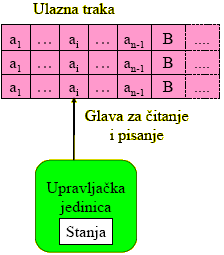 Ulazna traka
a1 … ai … an-1 B ….
a1 … ai … an-1 B ….
a1 … ai … an-1 B ….
Glava za čitanje
i pisanje
Upravljačka
jedinica
Stanja